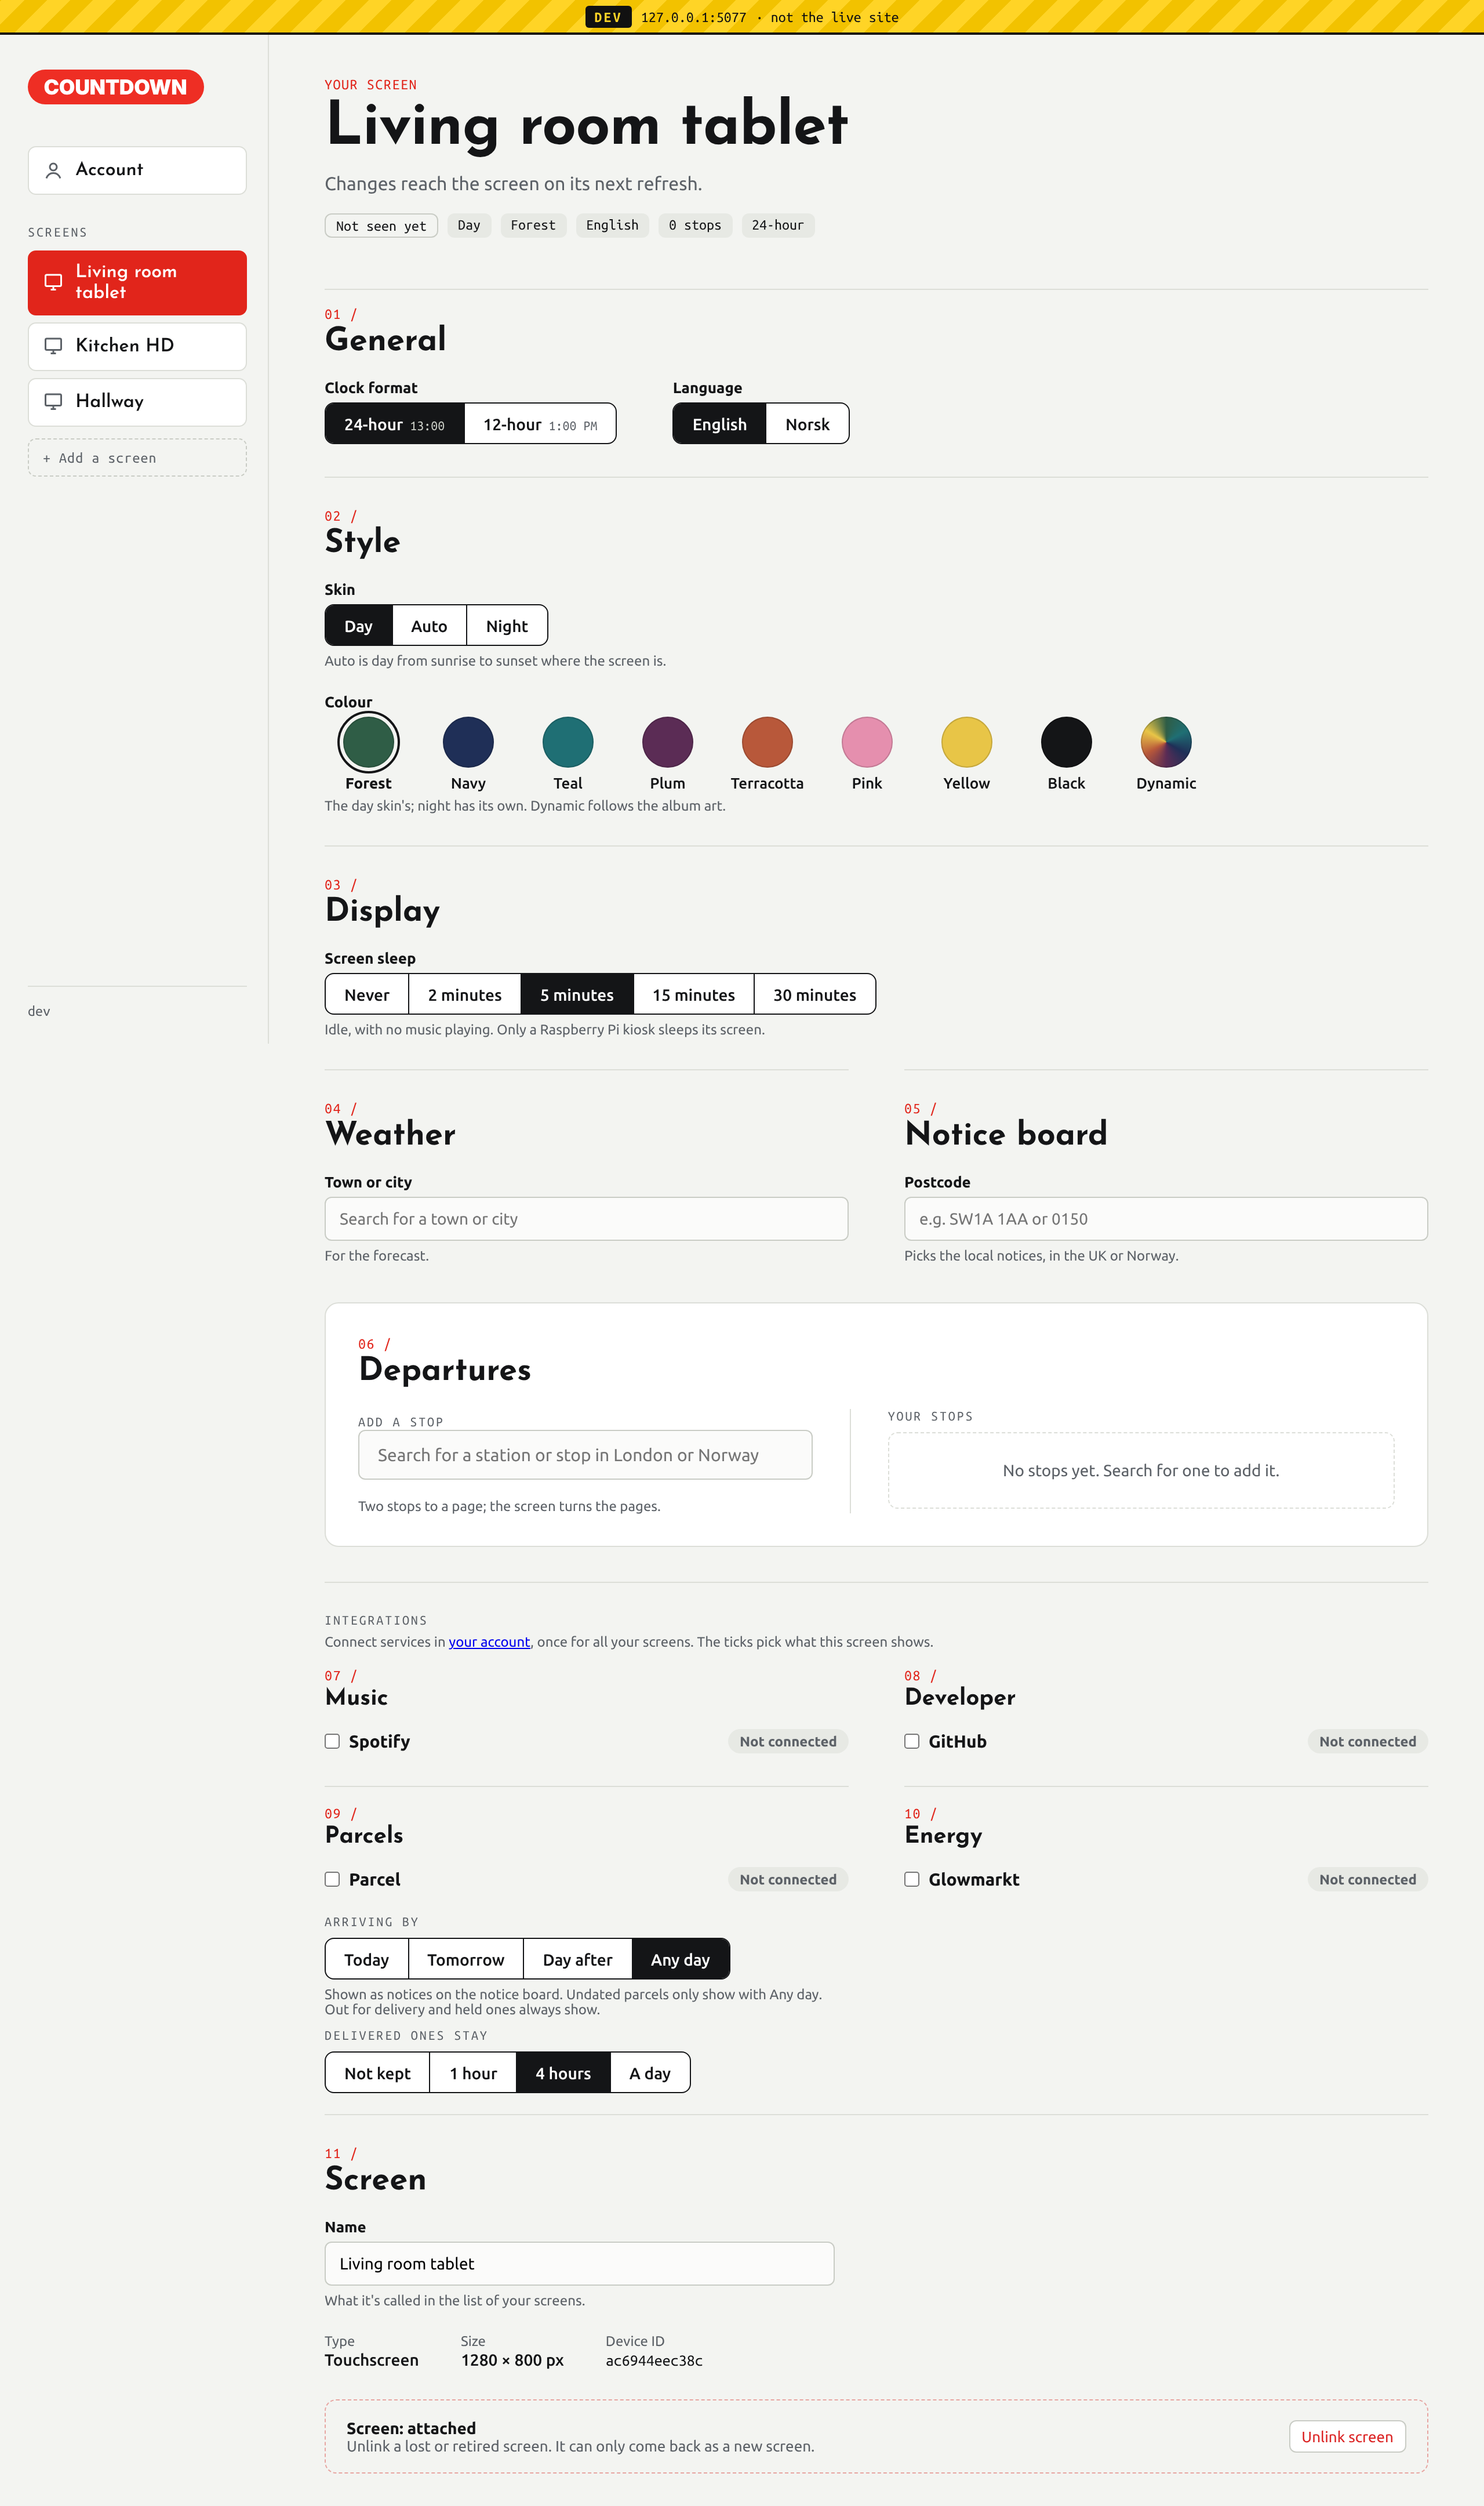 DEV 127.0.0.1:5077 · not the live site
COUNTDOWN
Account
SCREENS
Living room
tablet
Kitchen HD
Hallway
+ Add a screen
dev
YOUR SCREEN
Living room tablet
Changes reach the screen on its next refresh.
Not seen yet Day Forest English 0 stops 24-hour
01 /
General
Clock format Language
24-hour 13:00 12-hour 1:00 PM English Norsk
02 /
Style
Skin
Day Auto Night
Auto is day from sunrise to sunset where the screen is.
Colour
Forest Navy Teal Plum Terracotta Pink Yellow Black Dynamic
The day skin's; night has its own. Dynamic follows the album art.
03 /
Display
Screen sleep
Never 2 minutes 5 minutes 15 minutes 30 minutes
Idle, with no music playing. Only a Raspberry Pi kiosk sleeps its screen.
04 /
Weather
Town or city
Search for a town or city
For the forecast.
05 /
Notice board
Postcode
e.g. SW1A 1AA or 0150
Picks the local notices, in the UK or Norway.
06 /
Departures
ADD A STOP
Search for a station or stop in London or Norway
Two stops to a page; the screen turns the pages.
YOUR STOPS
No stops yet. Search for one to add it.
INTEGRATIONS
Connect services in your account, once for all your screens. The ticks pick what this screen shows.
07 /
Music
Spotify Not connected
08 /
Developer
GitHub Not connected
09 /
Parcels
Parcel Not connected
ARRIVING BY
Today Tomorrow Day after Any day
Shown as notices on the notice board. Undated parcels only show with Any day.
Out for delivery and held ones always show.
DELIVERED ONES STAY
Not kept 1 hour 4 hours A day
10 /
Energy
Glowmarkt Not connected
11 /
Screen
Name
Living room tablet
What it's called in the list of your screens.
Type Size Device ID
Touchscreen 1280 × 800 px ac6944eec38c
Screen: attached
Unlink a lost or retired screen. It can only come back as a new screen.
Unlink screen